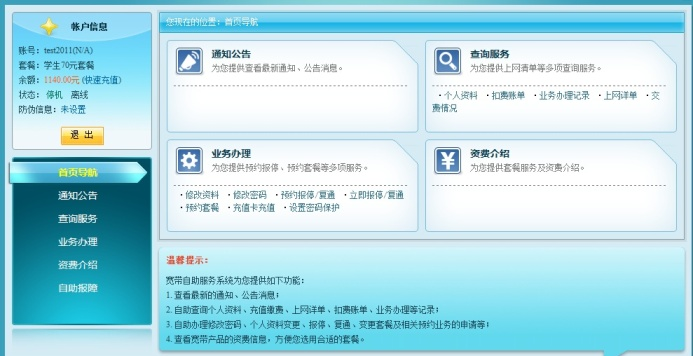 帐户信息
账号：test2011(N/A)
套餐：学生70元套餐
余额：1140.00元 (快速充值)
状态： 停机 离线
防伪信息：未设置
退 出
首页导航
通知公告
查询服务
业务办理
资费介绍
自助报障
您现在的位置：首页导航
通知公告
为您提供查看最新通知、公告消息。
查询服务
为您提供上网清单等多项查询服务。
·个人资料 ·扣费账单 ·业务办理记录 ·上网详单 ·交
费情况
业务办理
为您提供预约报停、预约套餐等多项服务。
·修改资料 ·修改密码 ·预约报停/复通 ·立即报停/复通
·预约套餐 ·充值卡充值 ·设置密码保护
资费介绍
为您提供套餐服务及资费介绍。
温馨提示：
宽带自助服务系统为您提供如下功能：
1. 查看最新的通知、公告消息；
2. 自助查询个人资料、充值缴费、上网详单、扣费账单、业务办理等记录；
3. 自助办理修改密码、个人资料变更、报停、复通、变更套餐及相关预约业务的申请等；
4. 查看宽带产品的资费信息，方便您选用合适的套餐。